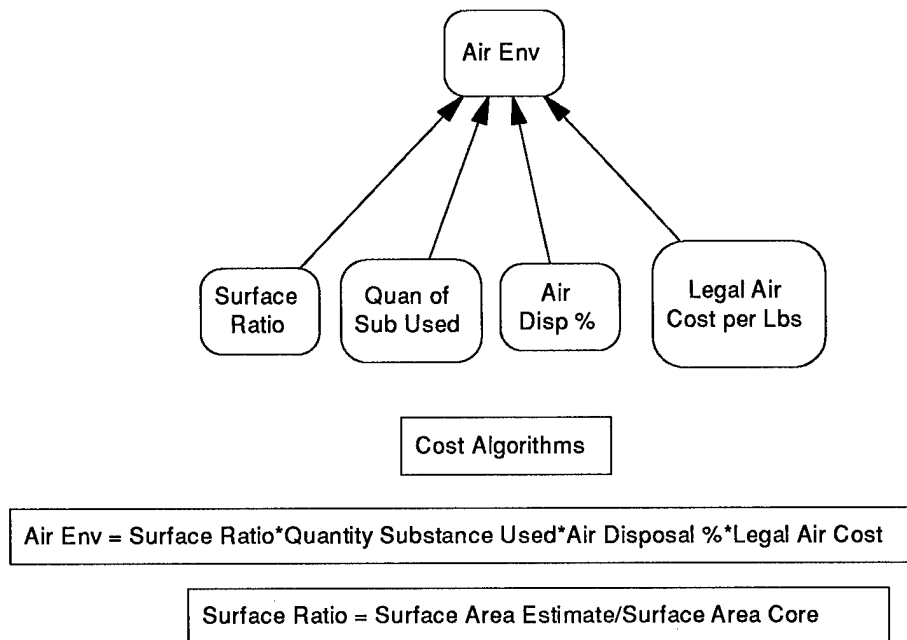 Air Env
Surface
Ratio
Quan of
Sub Used
Air
Disp %
Legal Air
Cost per Lbs
Cost Algorithms
Air Env = Surface Ratio*Quantity Substance Used*Air Disposal %*Legal Air Cost
Surface Ratio = Surface Area Estimate/Surface Area Core